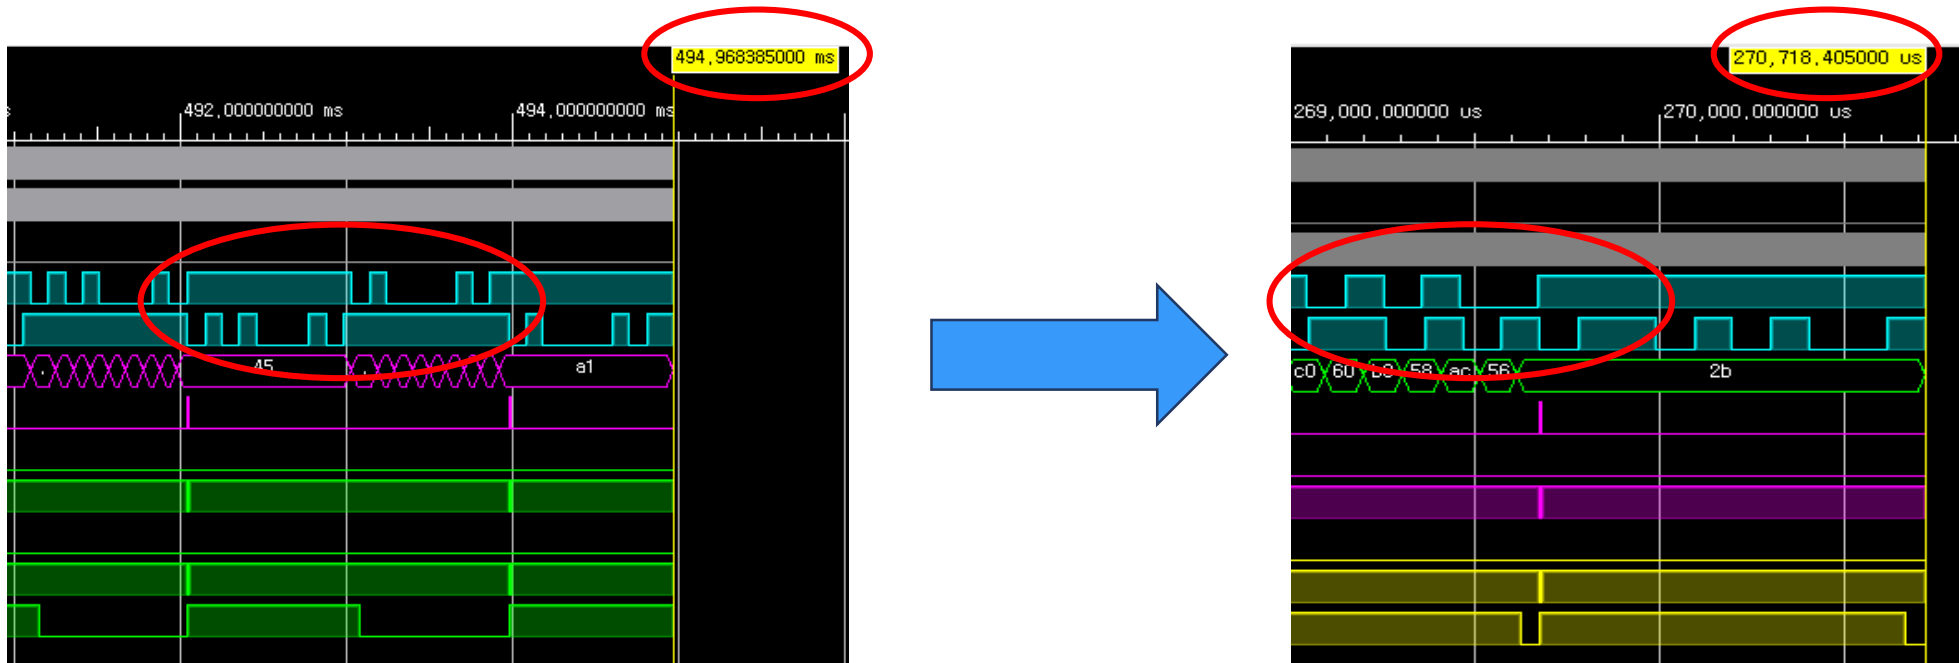 494,968385000 ms
s 492,000000000 ms 494,000000000 ms
45 a1
270,718,405000 us
269,000,000000 us 270,000,000000 us
c0 60 b0 58 ac 56 2b